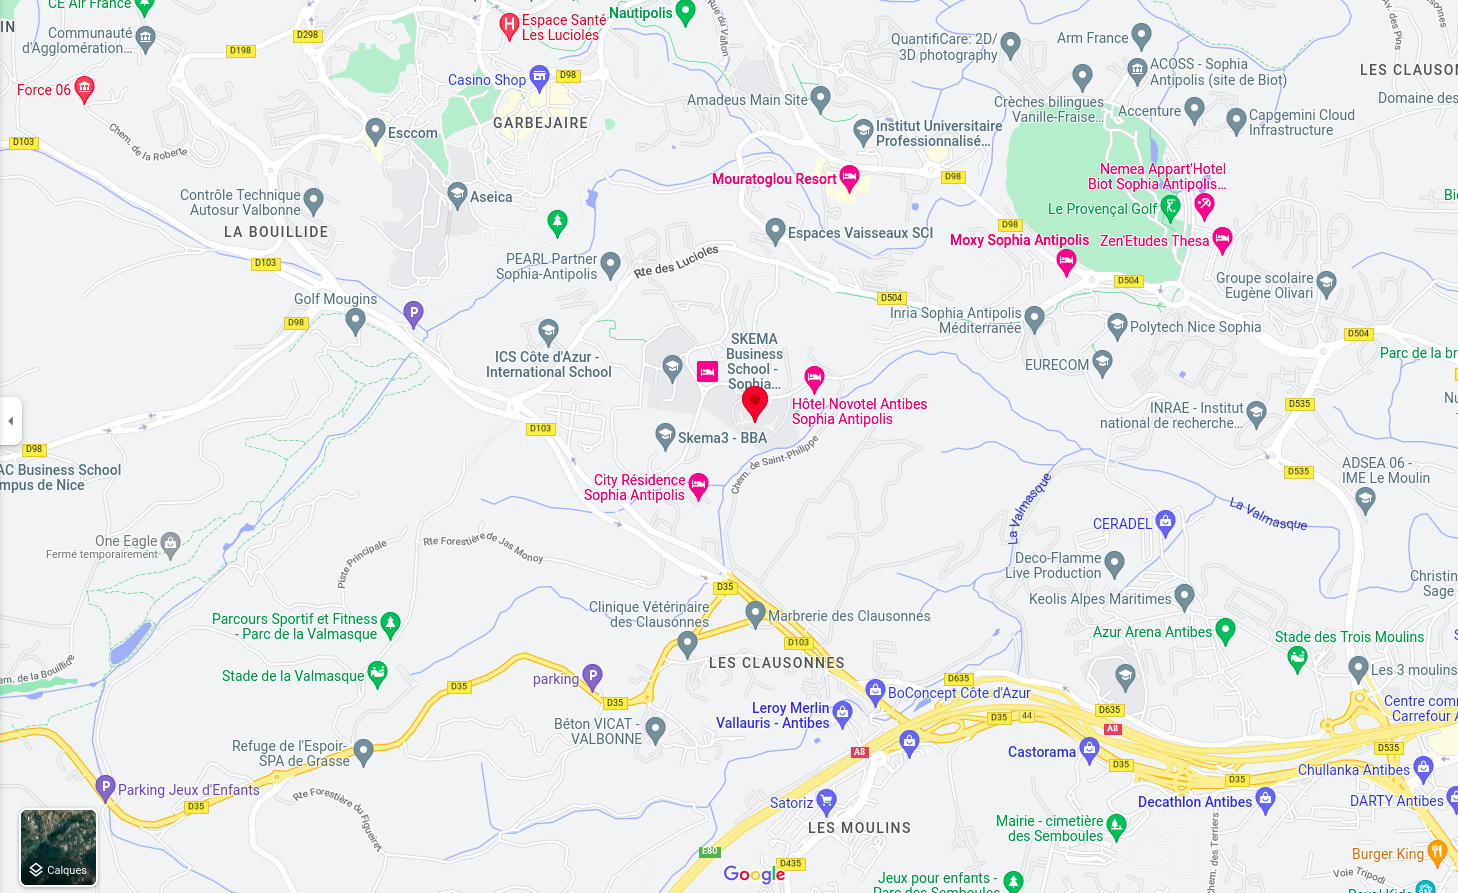 CE Air France
IN
Communauté
d'Agglomération...
D198
D298
Espace Santé
Les Lucioles
Nautipolis
Rue du Vallon
QuantifiCare: 2D/
3D photography
Arm France
Av. des Pins
Force 06
Casino Shop
D98
ACOSS - Sophia
Antipolis (site de Biot)
LES CLAUSON
Domaine des
Amadeus Main Site
Crèches bilingues
Vanille-Fraise...
Accenture
Capgemini Cloud
Infrastructure
GARBEJAIRE
Esccom
Institut Universitaire
Professionnalisé...
D103
Chem. de la Roberte
Mouratoglou Resort
D98
Nemea Appart'Hotel
Biot Sophia Antipolis...
Contrôle Technique
Autosur Valbonne
Aseica
Le Provençal Golf
LA BOUILLIDE
Espaces Vaisseaux SCI
D98
Moxy Sophia Antipolis
Zen'Etudes Thesa
D103
PEARL Partner
Sophia-Antipolis
Rte des Lucioles
D504
D504
Groupe scolaire
Eugène Olivari
Golf Mougins
D98
Inria Sophia Antipolis
Méditerranée
Polytech Nice Sophia
D504
ICS Côte d'Azur -
International School
SKEMA
Business
School -
Sophia...
EURECOM
Parc de la br
Hôtel Novotel Antibes
Sophia Antipolis
INRAE - Institut
national de recherche...
D535
D103
Skema3 - BBA
D98
AC Business School
mpus de Nice
Chem. de Saint-Philippe
D535
ADSEA 06 -
IME Le Moulin
City Résidence
Sophia Antipolis
La Valmasque
La Valmasque
CERADEL
One Eagle
Fermé temporairement
Piste Principale
Rte Forestière de Jas Monoy
Deco-Flamme
Live Production
D35
Christin
Sage
Keolis Alpes Maritimes
Clinique Vétérinaire
des Clausonnes
Marbrerie des Clausonnes
Parcours Sportif et Fitness
- Parc de la Valmasque
Azur Arena Antibes
Stade des Trois Moulins
D103
LES CLAUSONNES
em. de la Bouillide
Stade de la Valmasque
parking
D35
D35
D635
Les 3 moulins
BoConcept Côte d'Azur
Leroy Merlin
Vallauris - Antibes
D35
44
D635
Centre com
Carrefour A
Béton VICAT -
VALBONNE
A8
A8
Refuge de l'Espoir-
SPA de Grasse
Castorama
D35
D535
Chullanka Antibes
D35
Parking Jeux d'Enfants
D35
Rte Forestière du Figueiret
Satoriz
Decathlon Antibes
DARTY Antibes
LES MOULINS
Mairie - cimetière
des Semboules
Chem. des Terriers
E80
D435
Burger King
Voie Tripodi
Calques
Google
Jeux pour enfants -
Parc des Semboules
Royal Kids